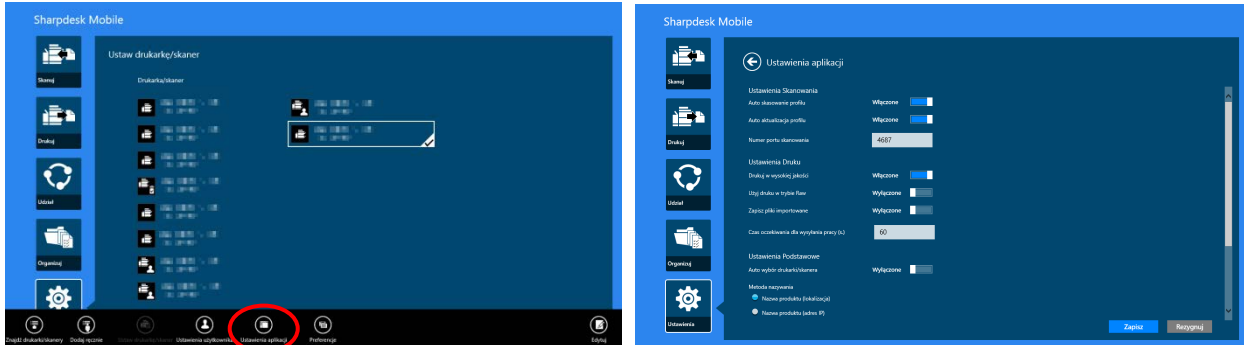 Sharpdesk Mobile
Skanuj
Drukuj
Udział
Organizuj
Ustaw drukarkę/skaner
Drukarka/skaner
Znajdź drukarki/skanery
Dodaj ręcznie
Ustaw drukarkę/skaner
Ustawienia użytkownika
Ustawienia aplikacji
Preferencje
Edytuj
Sharpdesk Mobile
Skanuj
Drukuj
Udział
Organizuj
Ustawienia
Ustawienia aplikacji
Ustawienia Skanowania
Auto skasowanie profilu Włączone
Auto aktualizacja profilu Włączone
Numer portu skanowania 4687
Ustawienia Druku
Drukuj w wysokiej jakości Włączone
Użyj druku w trybie Raw Wyłączone
Zapisz pliki importowane Wyłączone
Czas oczekiwania dla wysyłania pracy (s.) 60
Ustawienia Podstawowe
Auto wybór drukarki/skanera Wyłączone
Metoda nazywania
Nazwa produktu (lokalizacja)
Nazwa produktu (adres IP)
Zapisz Rezygnuj